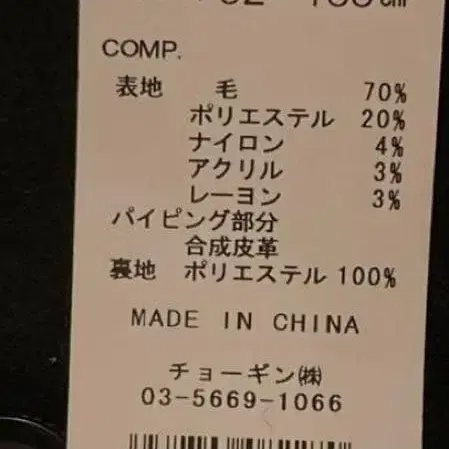 COMP.
表地 毛 70%
ポリエステル 20%
ナイロン 4%
アクリル 3%
レーヨン 3%
パイピング部分
合成皮革
裏地 ポリエステル 100%
MADE IN CHINA
チョーギン㈱
03-5669-1066